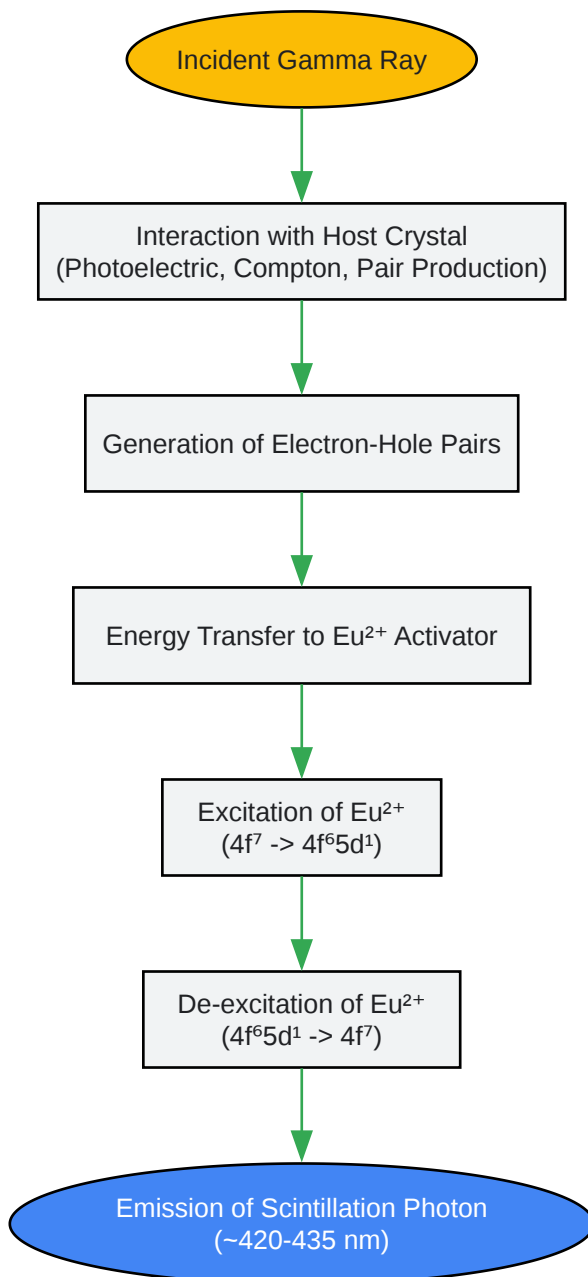 Incident Gamma Ray
Interaction with Host Crystal
(Photoelectric, Compton, Pair Production)
Generation of Electron-Hole Pairs
Energy Transfer to Eu²⁺ Activator
Excitation of Eu²⁺
(4f⁷ -> 4f⁶5d¹)
De-excitation of Eu²⁺
(4f⁶5d¹ -> 4f⁷)
Emission of Scintillation Photon
(~420-435 nm)